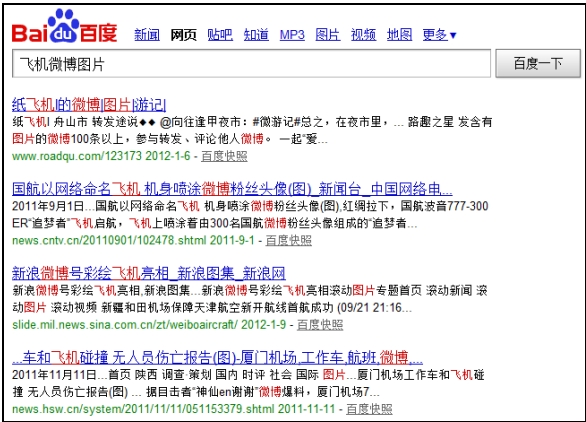 Bai du 百度 新闻 网页 贴吧 知道 MP3 图片 视频 地图 更多▼
飞机微博图片 百度一下
纸飞机|的微博|图片|游记|
纸飞机| 舟山市 转发途说◆◆ @向往逢甲夜市：#微游记#总之，在夜市里，... 路趣之星 发含有
图片的微博100条以上，参与转发、评论他人微博。 一起“爱...
www.roadqu.com/123173 2012-1-6 - 百度快照
国航以网络命名飞机 机身喷涂微博粉丝头像(图)_新闻台_中国网络电...
2011年9月1日...国航以网络命名飞机 机身喷涂微博粉丝头像(图),红绸拉下，国航波音777-300
ER“追梦者”飞机启航，飞机上喷涂着由300名国航微博粉丝头像组成的“追梦者...
news.cntv.cn/20110901/102478.shtml 2011-9-1 - 百度快照
新浪微博号彩绘飞机亮相_新浪图集_新浪网
新浪微博号彩绘飞机亮相,新浪图集...新浪微博号彩绘飞机亮相滚动图片专题首页 滚动新闻 滚
动图片 滚动视频 新疆和田机场保障天津航空新开航线首航成功 (09/21 21:16...
slide.mil.news.sina.com.cn/zt/weiboaircraft/ 2012-1-9 - 百度快照
...车和飞机碰撞 无人员伤亡报告(图)-厦门机场,工作车,航班,微博,...
2011年11月11日...首页 陕西 调查·策划 国内 时评 社会 国际 图片...厦门机场工作车和飞机碰
撞 无人员伤亡报告(图) ... 据目击者“神仙en谢谢”微博爆料，厦门机场7...
news.hsw.cn/system/2011/11/11/051153379.shtml 2011-11-11 - 百度快照